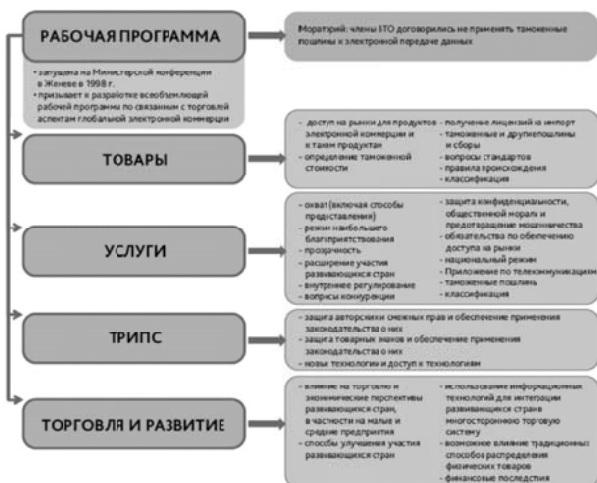 РАБОЧАЯ ПРОГРАММА
Мораторий: члены ВТО договорились не применять таможенные
пошлины к электронной передаче данных
• запущена на Министерской конференции
в Женеве в 1998 г.
• призывает к разработке всеобъемлющей
рабочей программы по связанным с торговлей
аспектам глобальной электронной коммерции
ТОВАРЫ
- доступ на рынки для продуктов
электронной коммерции и
к таким продуктам
- определение таможенной
стоимости
- получение лицензий на импорт
- таможенные и другие пошлины
и сборы
- вопросы стандартов
- правила происхождения
- классификация
УСЛУГИ
- охват (включая способы
представления)
- режим наибольшего
благоприятствования
- прозрачность
- расширение участия
развивающихся стран
- внутреннее регулирование
- вопросы конкуренции
- защита конфиденциальности,
общественной морали и
предотвращение мошенничества
- обязательства по обеспечению
доступа на рынки
- национальный режим
- Приложение по телекоммуникациям
- таможенные пошлины
- классификация
ТРИПС
- защита авторских и смежных прав и обеспечение применения
законодательства о них
- защита товарных знаков и обеспечение применения
законодательства о них
- новые технологии и доступ к технологиям
ТОРГОВЛЯ И РАЗВИТИЕ
- влияние на торговлю и
экономические перспективы
развивающихся стран,
в частности на малые и
средние предприятия
- способы улучшения участия
развивающихся стран
- использование информационных
технологий для интеграции
развивающихся стран в
многостороннюю торговую
систему
- возможное влияние традиционных
способов распределения
физических товаров
- финансовые последствия